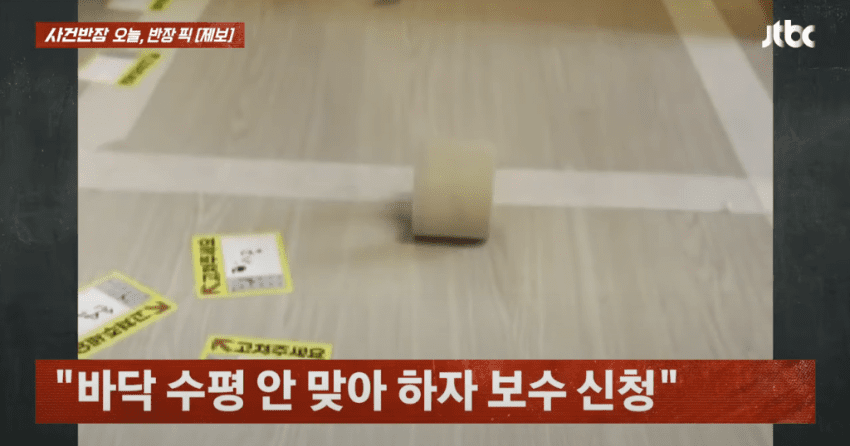 사건반장 오늘, 반장 픽 [제보]
jtbc
고쳐주세요
"바닥 수평 안 맞아 하자 보수 신청"